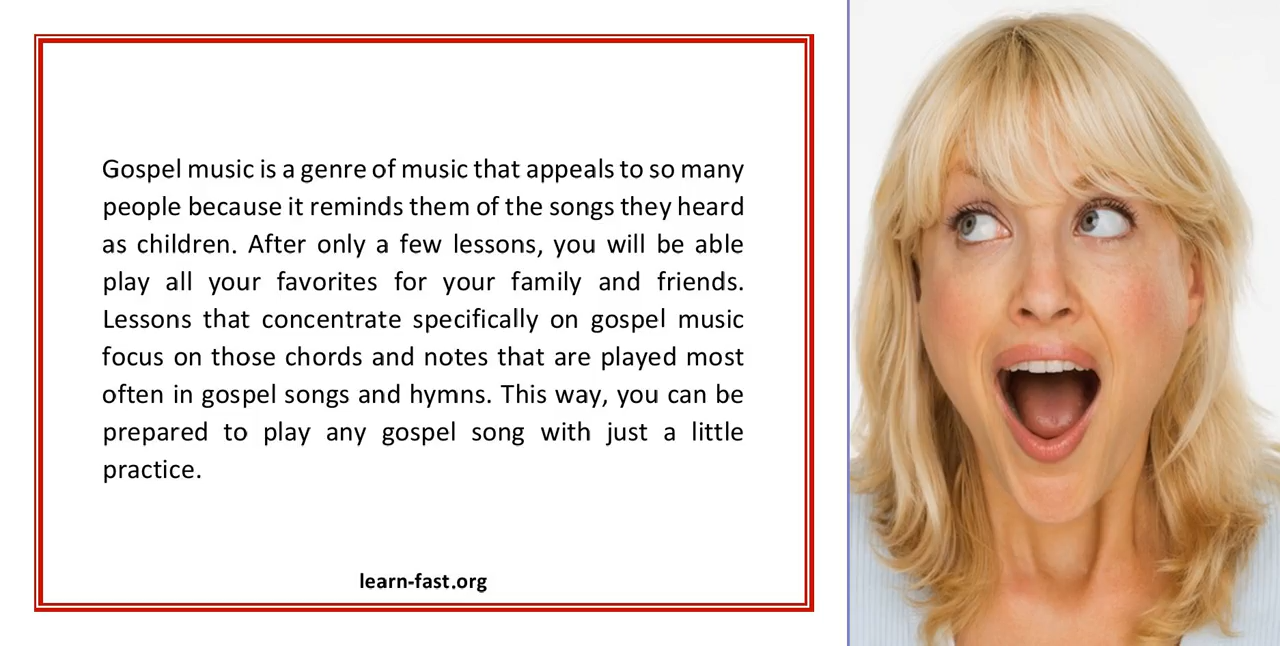 Gospel music is a genre of music that appeals to so many
people because it reminds them of the songs they heard
as children. After only a few lessons, you will be able
play all your favorites for your family and friends.
Lessons that concentrate specifically on gospel music
focus on those chords and notes that are played most
often in gospel songs and hymns. This way, you can be
prepared to play any gospel song with just a little
practice.
learn-fast.org